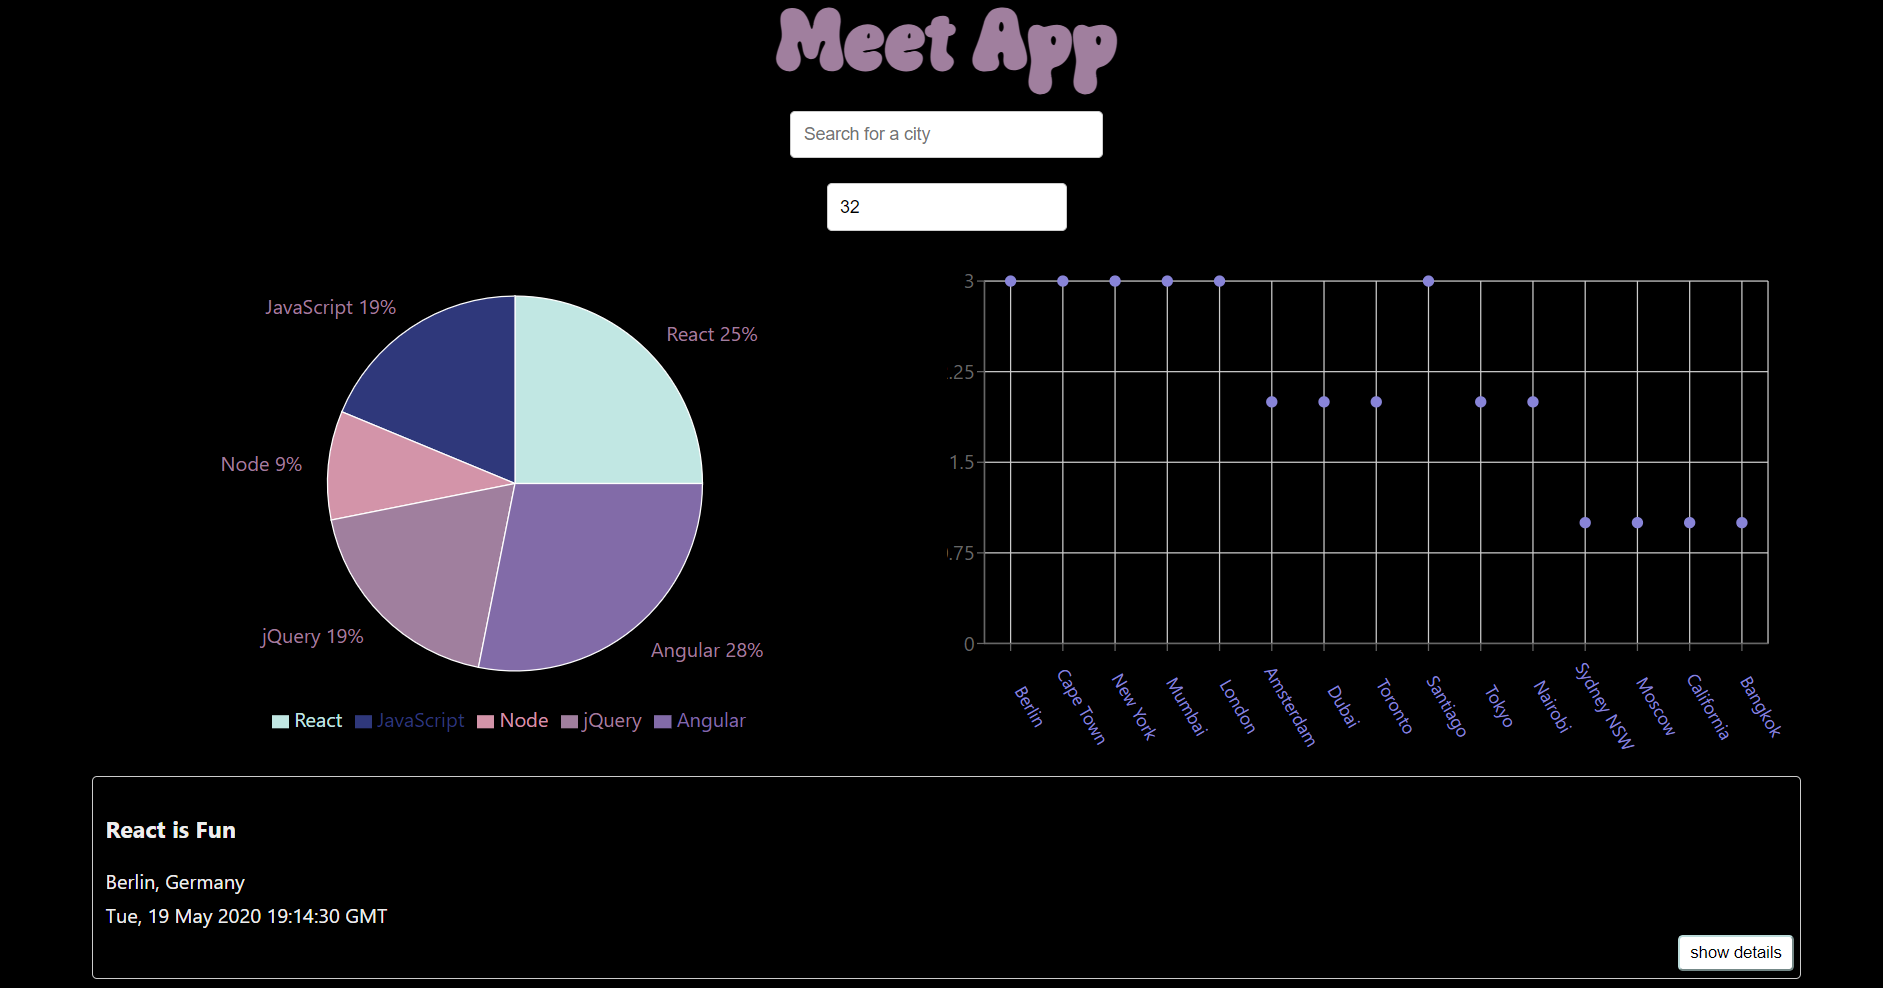 Meet App
Search for a city
32
JavaScript 19%
React 25%
Node 9%
jQuery 19%
Angular 28%
React JavaScript Node jQuery Angular
3
.25
1.5
.75
0
Berlin
Cape Town
New York
Mumbai
London
Amsterdam
Dubai
Toronto
Santiago
Tokyo
Nairobi
Sydney NSW
Moscow
California
Bangkok
React is Fun
Berlin, Germany
Tue, 19 May 2020 19:14:30 GMT
show details